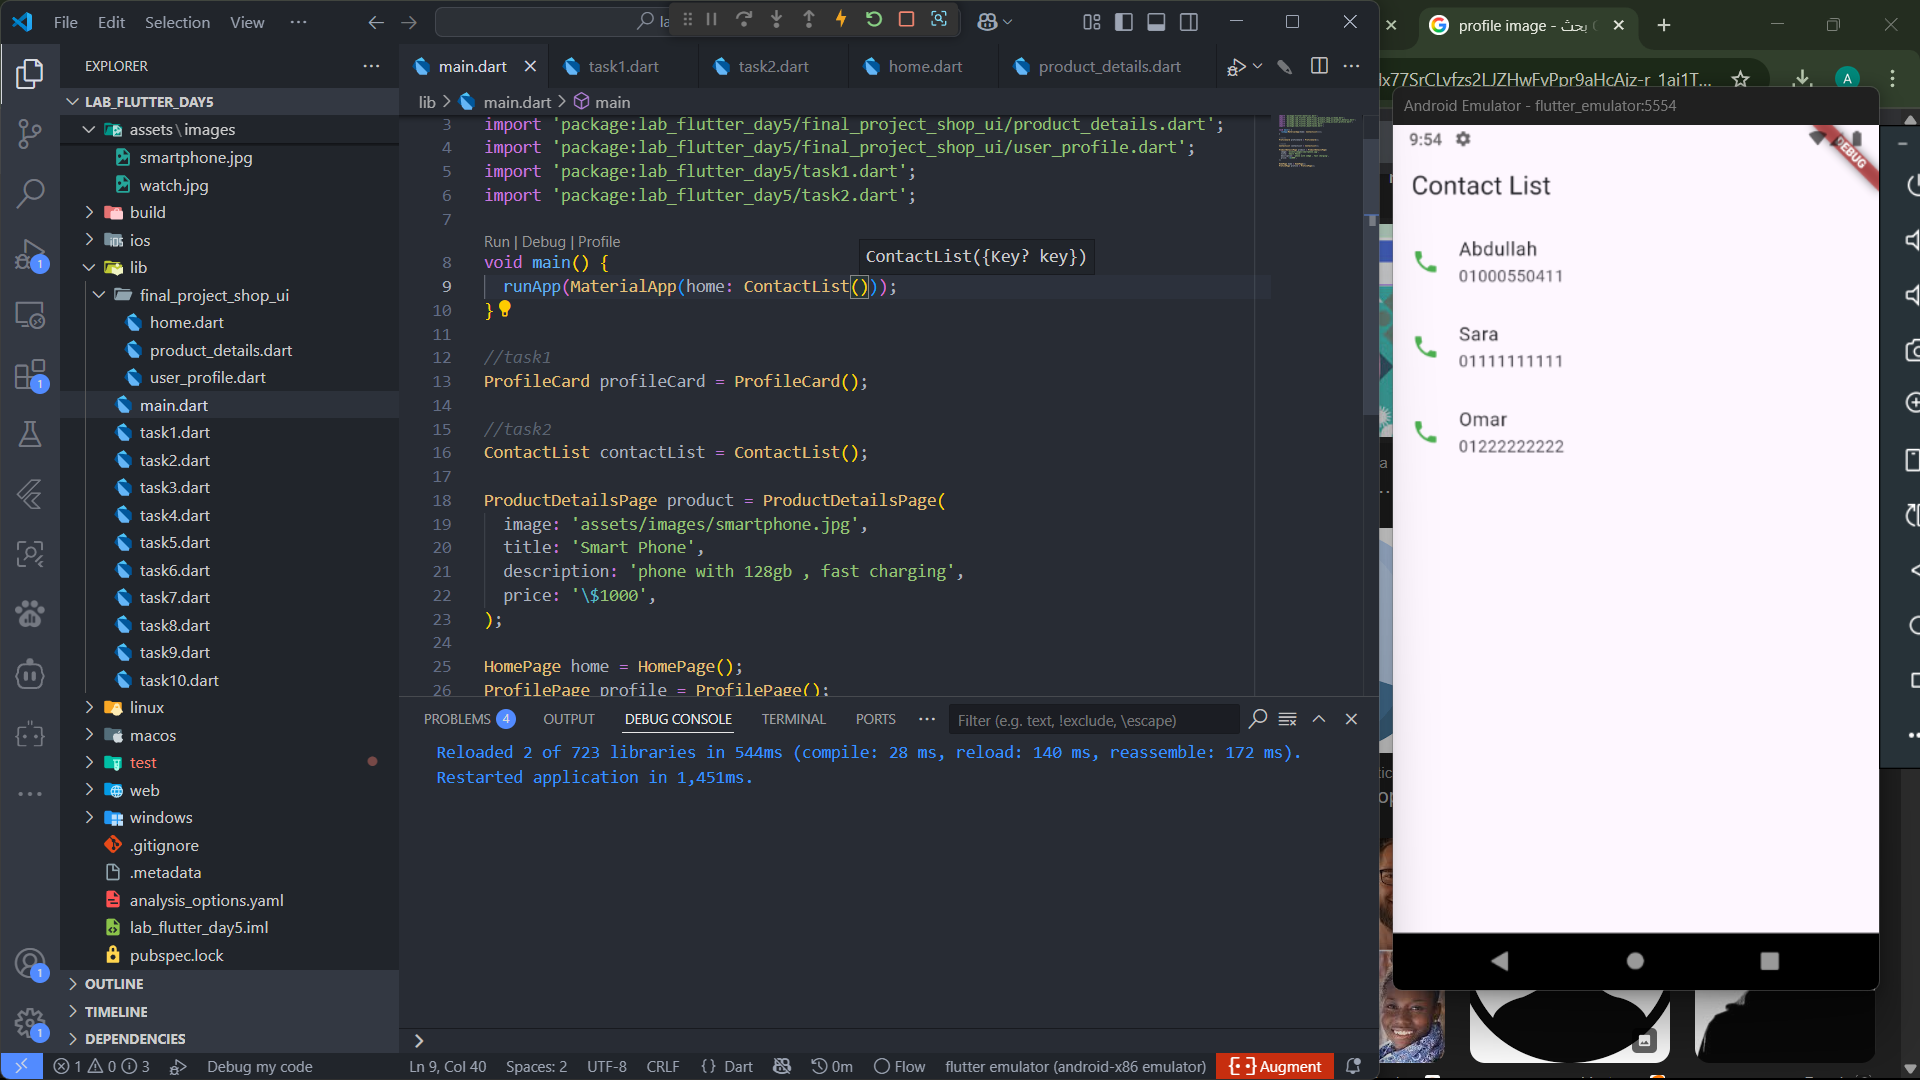 File Edit Selection View ···
EXPLORER
LAB_FLUTTER_DAY5
assets\images
smartphone.jpg
watch.jpg
build
ios
lib
final_project_shop_ui
home.dart
product_details.dart
user_profile.dart
main.dart
task1.dart
task2.dart
task3.dart
task4.dart
task5.dart
task6.dart
task7.dart
task8.dart
task9.dart
task10.dart
linux
macos
test
web
windows
.gitignore
.metadata
analysis_options.yaml
lab_flutter_day5.iml
pubspec.lock
OUTLINE
TIMELINE
DEPENDENCIES
1
1
1
1
main.dart task1.dart task2.dart home.dart product_details.dart
lib > main.dart > main
3 import 'package:lab_flutter_day5/final_project_shop_ui/product_details.dart';
4 import 'package:lab_flutter_day5/final_project_shop_ui/user_profile.dart';
5 import 'package:lab_flutter_day5/task1.dart';
6 import 'package:lab_flutter_day5/task2.dart';
7
Run | Debug | Profile
ContactList({Key? key})
8 void main() {
9 runApp(MaterialApp(home: ContactList()));
10 }
11
12 //task1
13 ProfileCard profileCard = ProfileCard();
14
15 //task2
16 ContactList contactList = ContactList();
17
18 ProductDetailsPage product = ProductDetailsPage(
19 image: 'assets/images/smartphone.jpg',
20 title: 'Smart Phone',
21 description: 'phone with 128gb , fast charging',
22 price: '\$1000',
23 );
24
25 HomePage home = HomePage();
26 ProfilePage profile = ProfilePage();
PROBLEMS 4 OUTPUT DEBUG CONSOLE TERMINAL PORTS ··· Filter (e.g. text, !exclude, \escape)
Reloaded 2 of 723 libraries in 544ms (compile: 28 ms, reload: 140 ms, reassemble: 172 ms).
Restarted application in 1,451ms.
1 0 3 Debug my code Ln 9, Col 40 Spaces: 2 UTF-8 CRLF {} Dart 0m Flow flutter emulator (android-x86 emulator) Augment
profile image - بحث
A
Android Emulator - flutter_emulator:5554
9:54
DEBUG
Contact List
Abdullah
01000550411
Sara
01111111111
Omar
01222222222